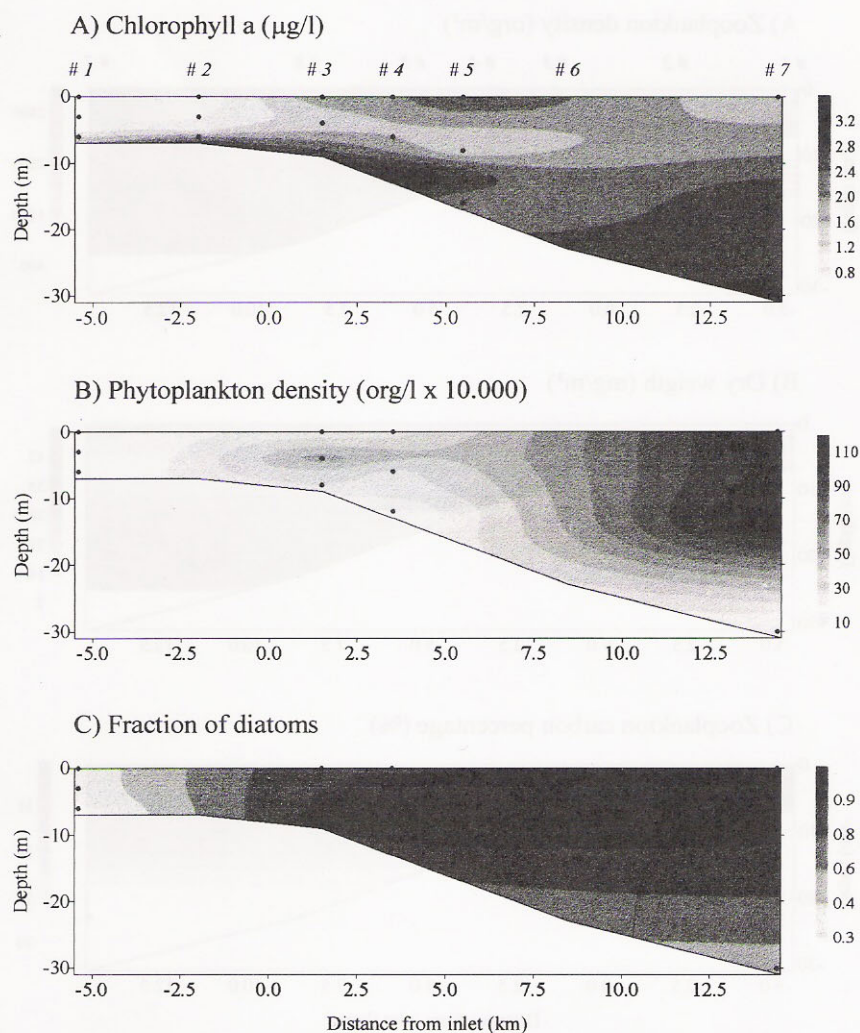 A) Chlorophyll a (µg/l)
# 1 # 2 # 3 # 4 # 5 # 6 # 7
0
-10
-20
-30
Depth (m)
-5.0 -2.5 0.0 2.5 5.0 7.5 10.0 12.5
3.2
2.8
2.4
2.0
1.6
1.2
0.8
B) Phytoplankton density (org/l x 10.000)
0
-10
-20
-30
Depth (m)
-5.0 -2.5 0.0 2.5 5.0 7.5 10.0 12.5
110
90
70
50
30
10
C) Fraction of diatoms
0
-10
-20
-30
Depth (m)
-5.0 -2.5 0.0 2.5 5.0 7.5 10.0 12.5
0.9
0.8
0.6
0.4
0.3
Distance from inlet (km)